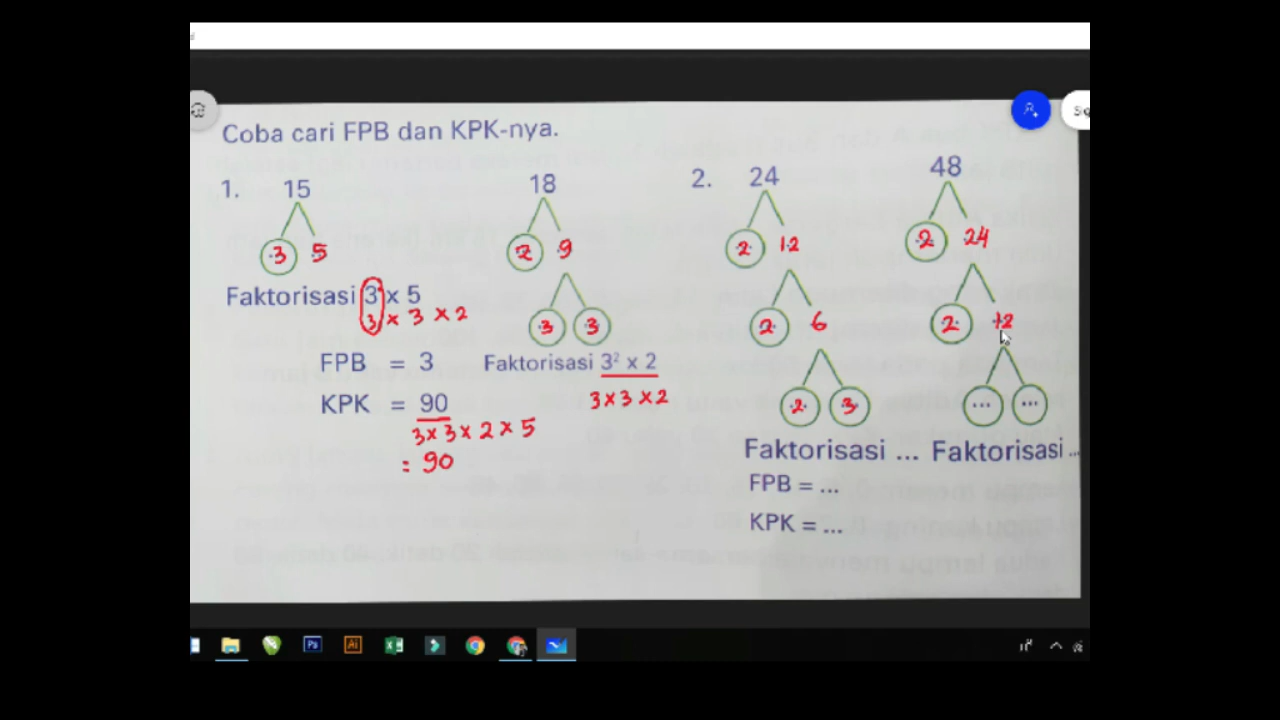 Coba cari FPB dan KPK-nya.
1. 15
18
3 5
2 9
3 3
Faktorisasi 3 x 5
3 x 3 x 2
FPB = 3
KPK = 90
3 x 3 x 2 x 5
= 90
Faktorisasi 3² x 2
3 x 3 x 2
2. 24
48
2 12
2 6
2 3
2 24
2 12
... ...
Faktorisasi ... Faktorisasi ...
FPB = ...
KPK = ...
Ps
Ai